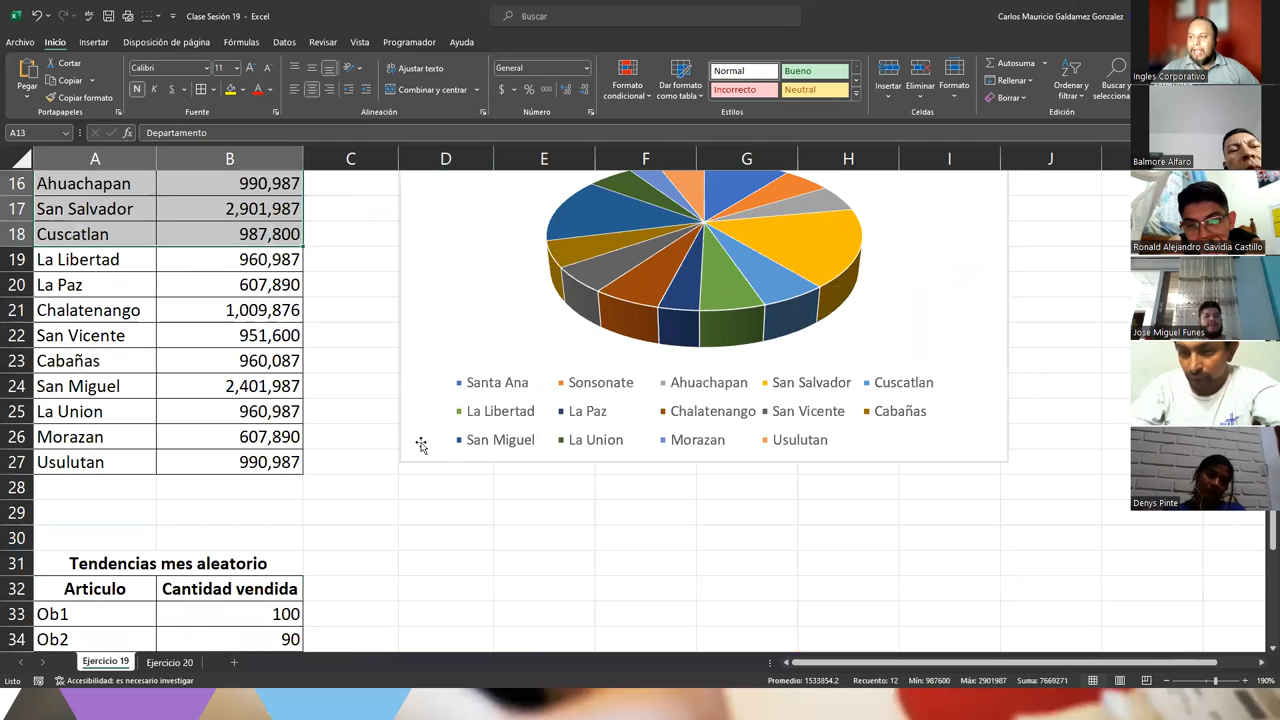 Clase Sesión 19 - Excel
Buscar
Carlos Mauricio Galdamez Gonzalez
Archivo Inicio Insertar Disposición de página Fórmulas Datos Revisar Vista Programador Ayuda
Pegar
Cortar
Copiar
Copiar formato
Portapapeles
Calibri 11
N K S
Fuente
Ajustar texto
Combinar y centrar
Alineación
General
$ % 000
Número
Formato condicional
Dar formato como tabla
Normal Bueno
Incorrecto Neutral
Estilos
Insertar Eliminar Formato
Celdas
Autosuma
Rellenar
Borrar
Ordenar y filtrar
Buscar y selecciona
Edición
A13 fx Departamento
A B C D E F G H I J
16 Ahuachapan 990,987
17 San Salvador 2,901,987
18 Cuscatlan 987,800
19 La Libertad 960,987
20 La Paz 607,890
21 Chalatenango 1,009,876
22 San Vicente 951,600
23 Cabañas 960,087
24 San Miguel 2,401,987
25 La Union 960,987
26 Morazan 607,890
27 Usulutan 990,987
28
29
30
31 Tendencias mes aleatorio
32 Articulo Cantidad vendida
33 Ob1 100
34 Ob2 90
Santa Ana Sonsonate Ahuachapan San Salvador Cuscatlan
La Libertad La Paz Chalatenango San Vicente Cabañas
San Miguel La Union Morazan Usulutan
Ingles Corporativo
Balmore Alfaro
Ronald Alejandro Gavidia Castillo
Jose Miguel Funes
Denys Pinte
Ejercicio 19 Ejercicio 20
Listo Accesibilidad: es necesario investigar Promedio: 1533854.2 Recuento: 12 Mín: 987600 Máx: 2901987 Suma: 7669271 190%